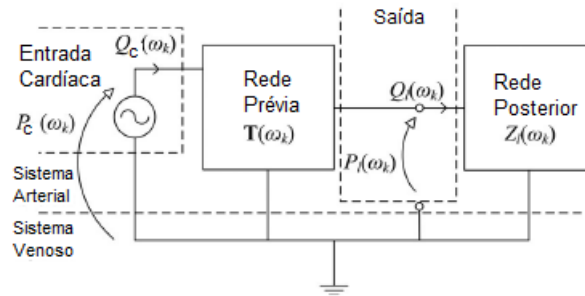 Saída
Entrada
Cardíaca
Q_C(ω_k)
P_C(ω_k)
Rede
Prévia
T(ω_k)
Q_l(ω_k)
P_l(ω_k)
Rede
Posterior
Z_l(ω_k)
Sistema
Arterial
Sistema
Venoso